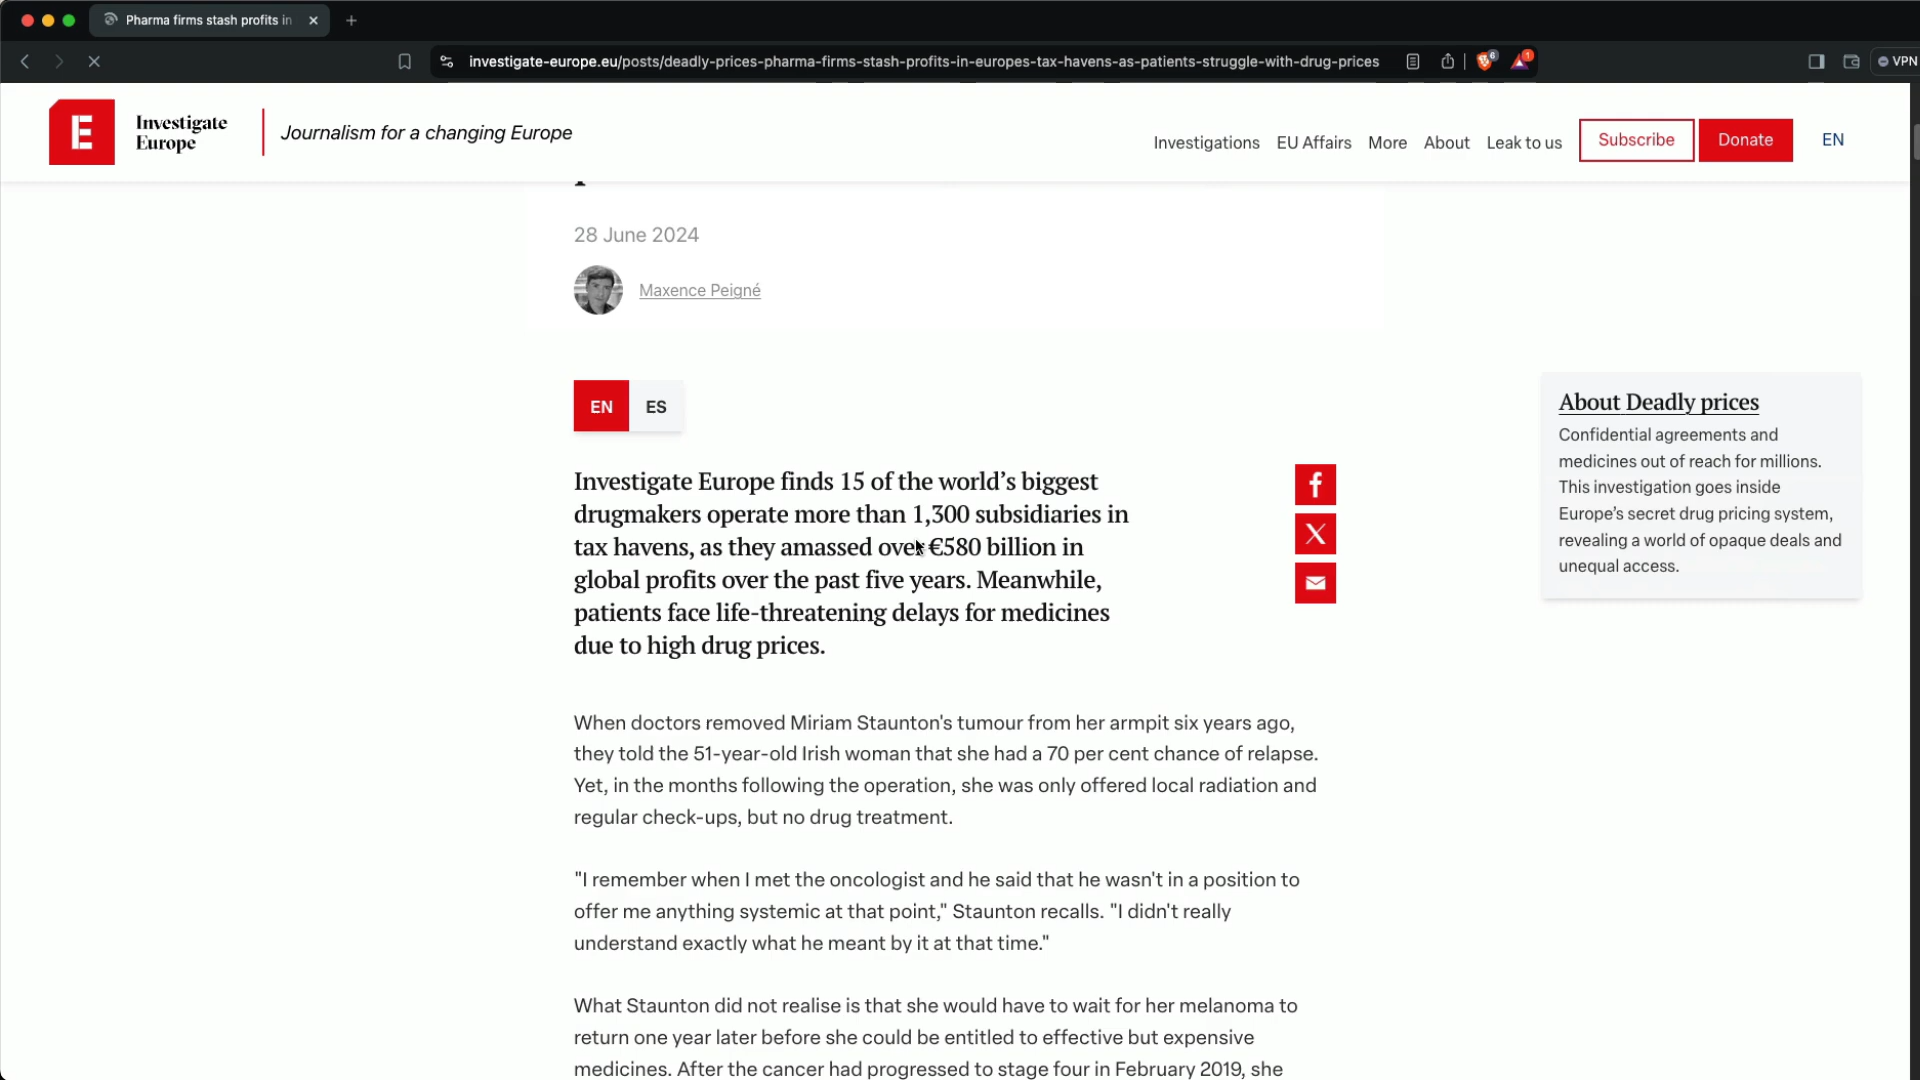 Pharma firms stash profits in
investigate-europe.eu/posts/deadly-prices-pharma-firms-stash-profits-in-europes-tax-havens-as-patients-struggle-with-drug-prices
6
1
VPN
E
Investigate
Europe
Journalism for a changing Europe
Investigations EU Affairs More About Leak to us Subscribe Donate EN
28 June 2024
Maxence Peigné
EN ES
Investigate Europe finds 15 of the world’s biggest
drugmakers operate more than 1,300 subsidiaries in
tax havens, as they amassed over €580 billion in
global profits over the past five years. Meanwhile,
patients face life-threatening delays for medicines
due to high drug prices.
About Deadly prices
Confidential agreements and
medicines out of reach for millions.
This investigation goes inside
Europe’s secret drug pricing system,
revealing a world of opaque deals and
unequal access.
When doctors removed Miriam Staunton's tumour from her armpit six years ago,
they told the 51-year-old Irish woman that she had a 70 per cent chance of relapse.
Yet, in the months following the operation, she was only offered local radiation and
regular check-ups, but no drug treatment.
"I remember when I met the oncologist and he said that he wasn't in a position to
offer me anything systemic at that point," Staunton recalls. "I didn't really
understand exactly what he meant by it at that time."
What Staunton did not realise is that she would have to wait for her melanoma to
return one year later before she could be entitled to effective but expensive
medicines. After the cancer had progressed to stage four in February 2019, she